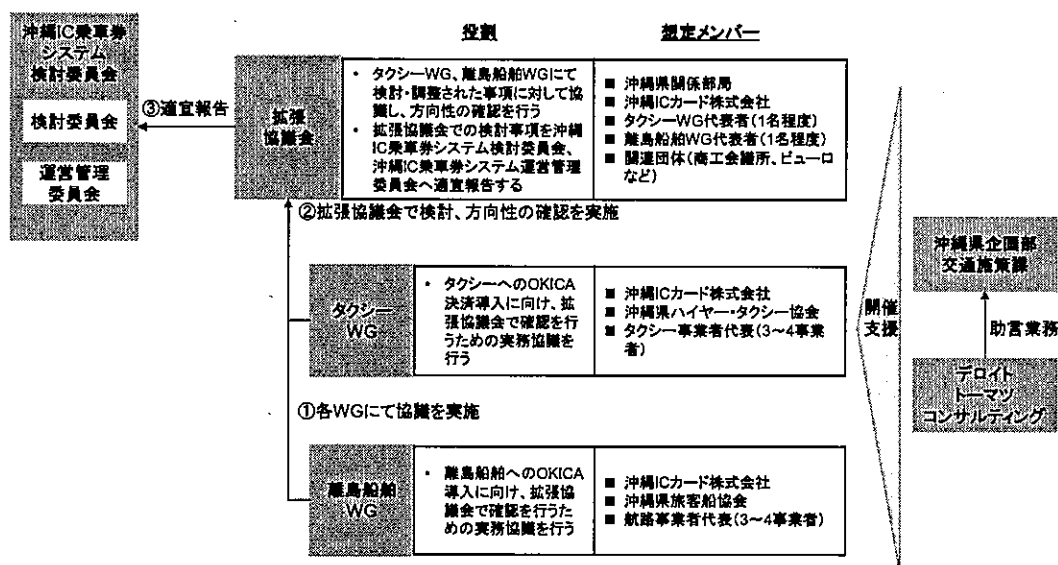 沖縄IC乗車券
システム
検討委員会
検討委員会
運営管理
委員会
③適宜報告
役割
想定メンバー
拡張
協議会
• タクシーWG、離島船舶WGにて
検討・調整された事項に対して協
議し、方向性の確認を行う
• 拡張協議会での検討事項を沖縄
IC乗車券システム検討委員会、
沖縄IC乗車券システム運営管理
委員会へ適宜報告する
■ 沖縄県関係部局
■ 沖縄ICカード株式会社
■ タクシーWG代表者(1名程度)
■ 離島船舶WG代表者(1名程度)
■ 関連団体(商工会議所、ビューロ
など)
②拡張協議会で検討、方向性の確認を実施
タクシー
WG
• タクシーへのOKICA
決済導入に向け、拡
張協議会で確認を行
うための実務協議を
行う
■ 沖縄ICカード株式会社
■ 沖縄県ハイヤー・タクシー協会
■ タクシー事業者代表(3～4事業
者)
①各WGにて協議を実施
離島船舶
WG
• 離島船舶へのOKICA
導入に向け、拡張協
議会で確認を行うた
めの実務協議を行う
■ 沖縄ICカード株式会社
■ 沖縄県旅客船協会
■ 航路事業者代表(3～4事業者)
開催
支援
沖縄県企画部
交通施策課
助言業務
デロイト
トーマツ
コンサルティング